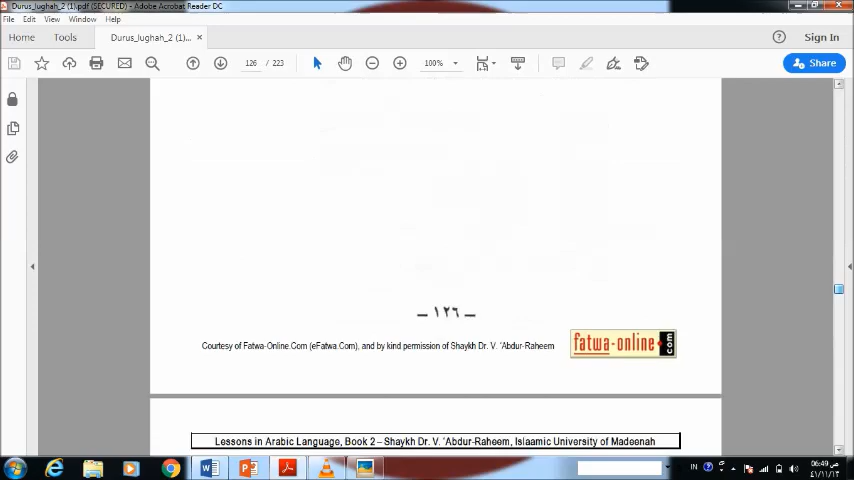 Durus_lughah_2 (1).pdf (SECURED) - Adobe Acrobat Reader DC
File Edit View Window Help
Home Tools Durus_lughah_2 (1)... × Sign In
126 / 223 100% Share
– ١٢٦ –
Courtesy of Fatwa-Online.Com (eFatwa.Com), and by kind permission of Shaykh Dr. V. 'Abdur-Raheem
fatwa-online.com
Lessons in Arabic Language, Book 2 – Shaykh Dr. V. 'Abdur-Raheem, Islaamic University of Madeenah
IN 06:49 ص
٤١/١١/١٣